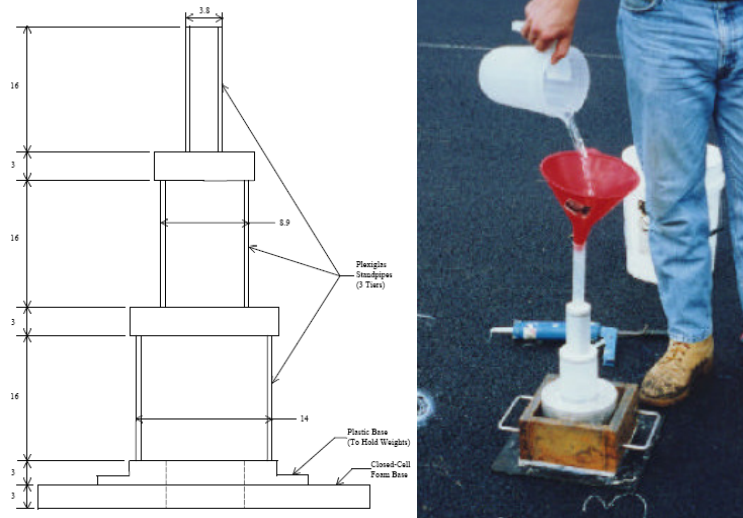 3.8
16
3
16
8.9
Plexiglas
Standpipes
(3 Tiers)
3
16
14
Plastic Base
(To Hold Weights)
Closed-Cell
Foam Base
3
3